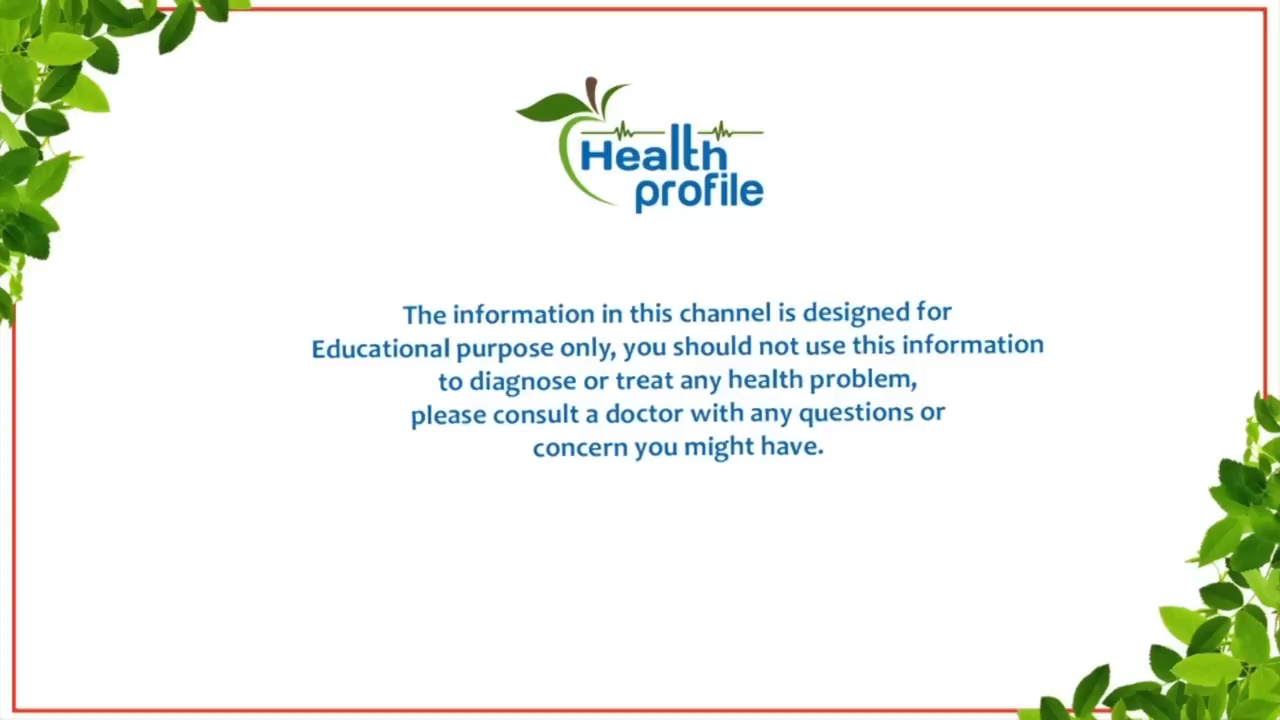 Health
profile
The information in this channel is designed for
Educational purpose only, you should not use this information
to diagnose or treat any health problem,
please consult a doctor with any questions or
concern you might have.